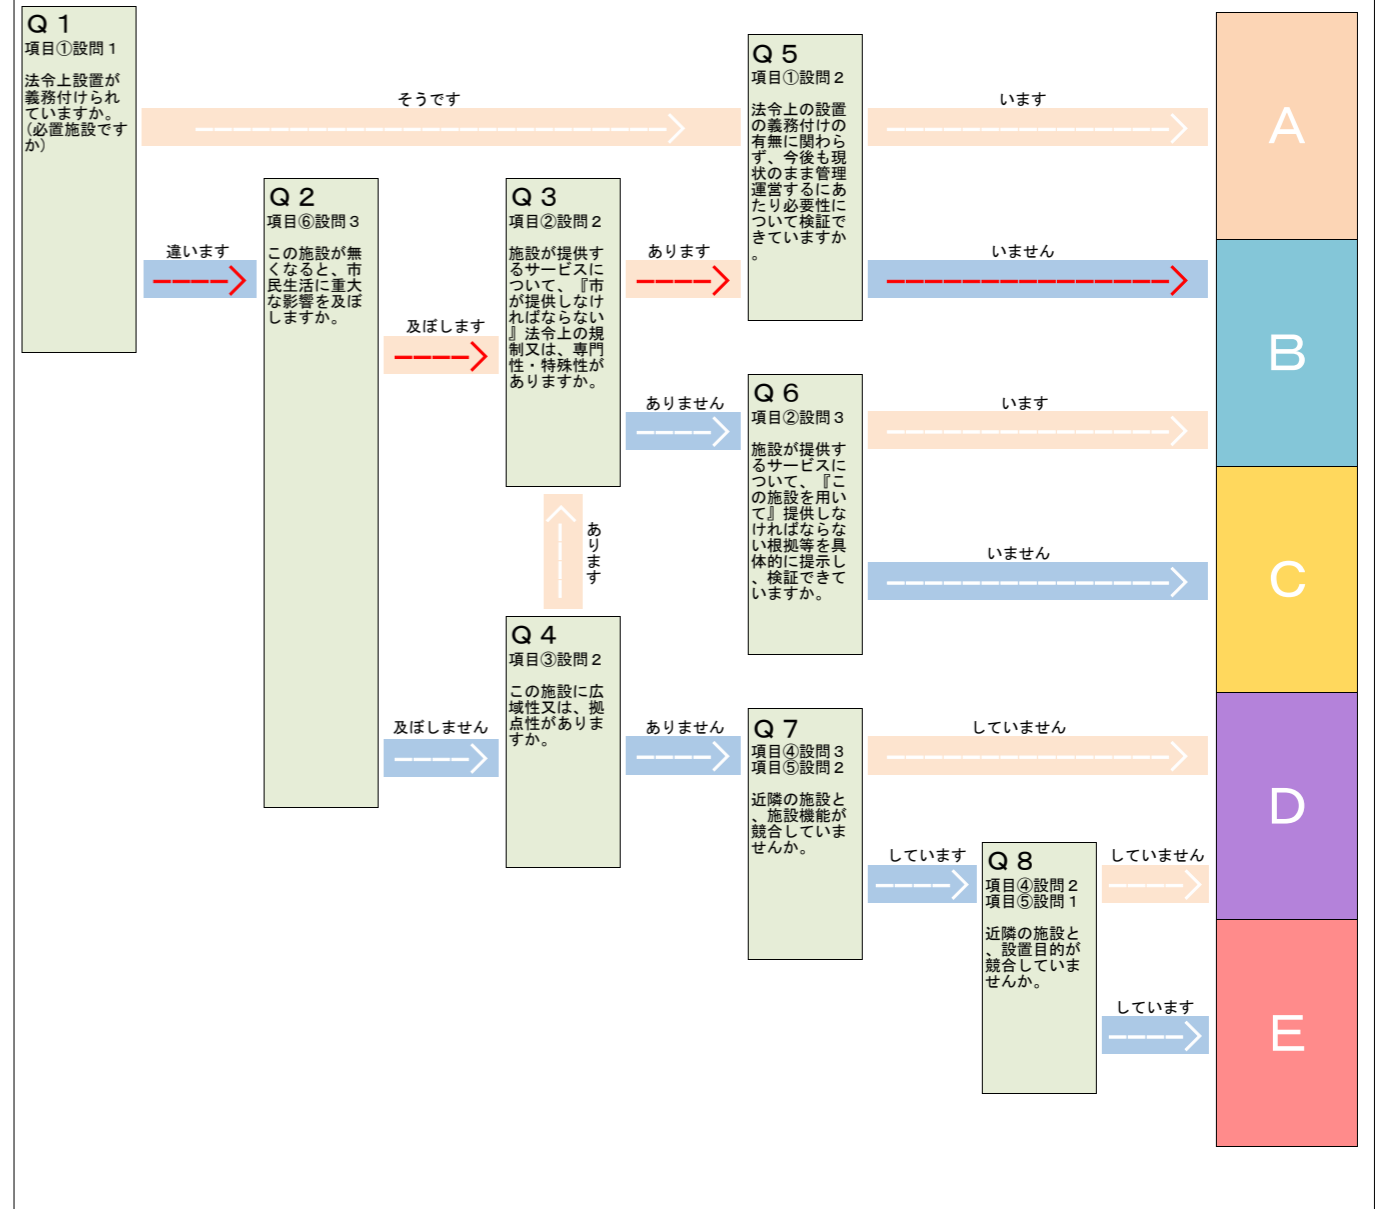 Ｑ１
項目①設問１
法令上設置が
義務付けられ
ていますか。
(必置施設です
か)
そうです
違います
Ｑ２
項目⑥設問３
この施設が無
くなると、市
民生活に重大
な影響を及ぼ
しますか。
及ぼします
及ぼしません
Ｑ３
項目②設問２
施設が提供す
るサービスに
ついて、『市
が提供しなけ
ればならない
』法令上の規
制又は、専門
性・特殊性が
ありますか。
あります
ありません
あります
Ｑ４
項目③設問２
この施設に広
域性又は、拠
点性がありま
すか。
ありません
Ｑ５
項目①設問２
法令上の設置
の義務付けの
有無に関わら
ず、今後も現
状のまま管理
運営するにあ
たり必要性に
ついて検証で
きていますか
。
います
いません
Ｑ６
項目②設問３
施設が提供す
るサービスに
ついて、『こ
の施設を用い
て』提供しな
ければならな
い根拠等を具
体的に提示し
、検証できて
いますか。
います
いません
Ｑ７
項目④設問３
項目⑤設問２
近隣の施設と
、施設機能が
競合していま
せんか。
していません
しています
Ｑ８
項目④設問２
項目⑤設問１
近隣の施設と
、設置目的が
競合していま
せんか。
していません
しています
A
B
C
D
E